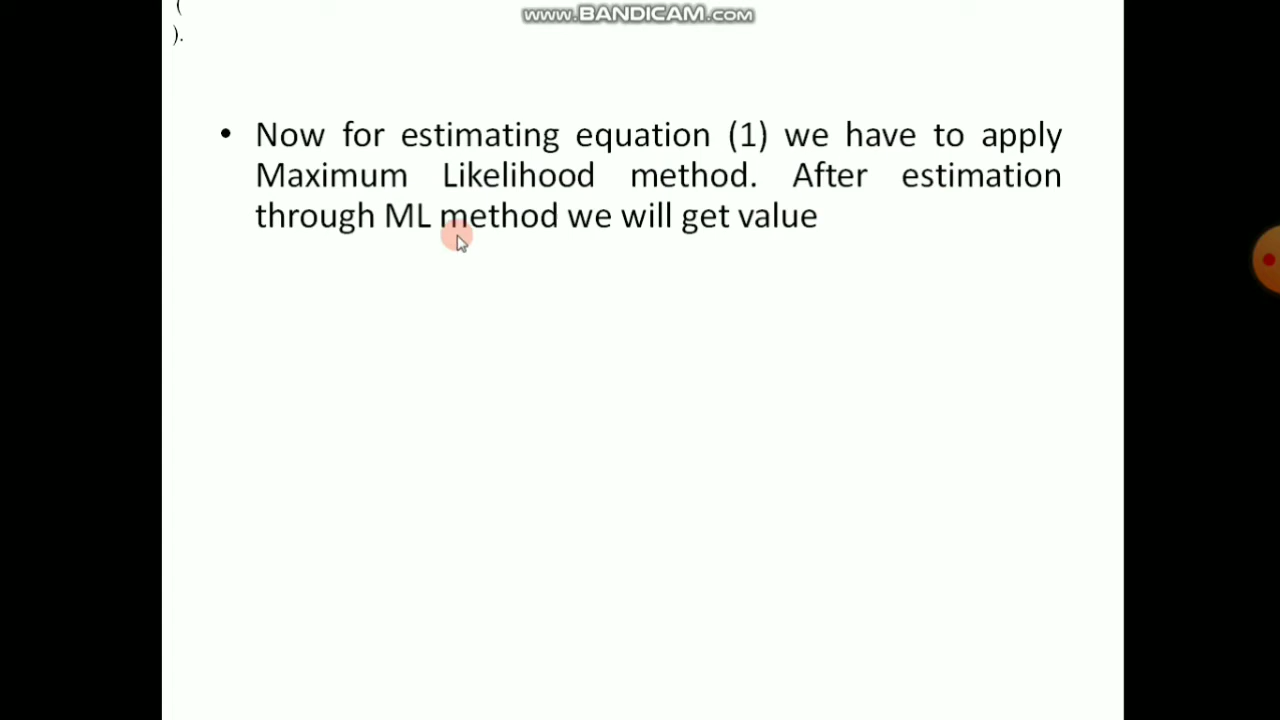 (
www.BANDICAM.com
).
• Now for estimating equation (1) we have to apply
Maximum Likelihood method. After estimation
through ML method we will get value